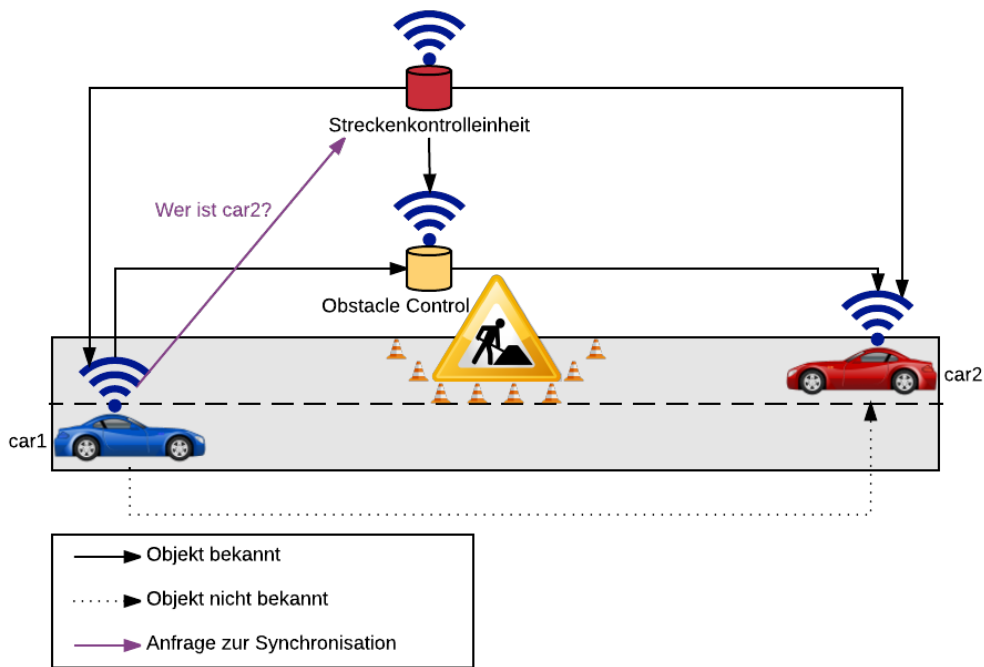 Streckenkontrolleinheit
Wer ist car2?
Obstacle Control
car2
car1
Objekt bekannt
Objekt nicht bekannt
Anfrage zur Synchronisation